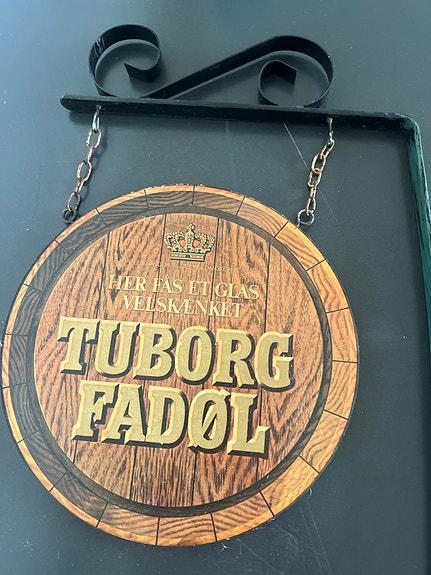 HER FÅS ET GLAS
VELSKÆNKET
TUBORG
FADØL